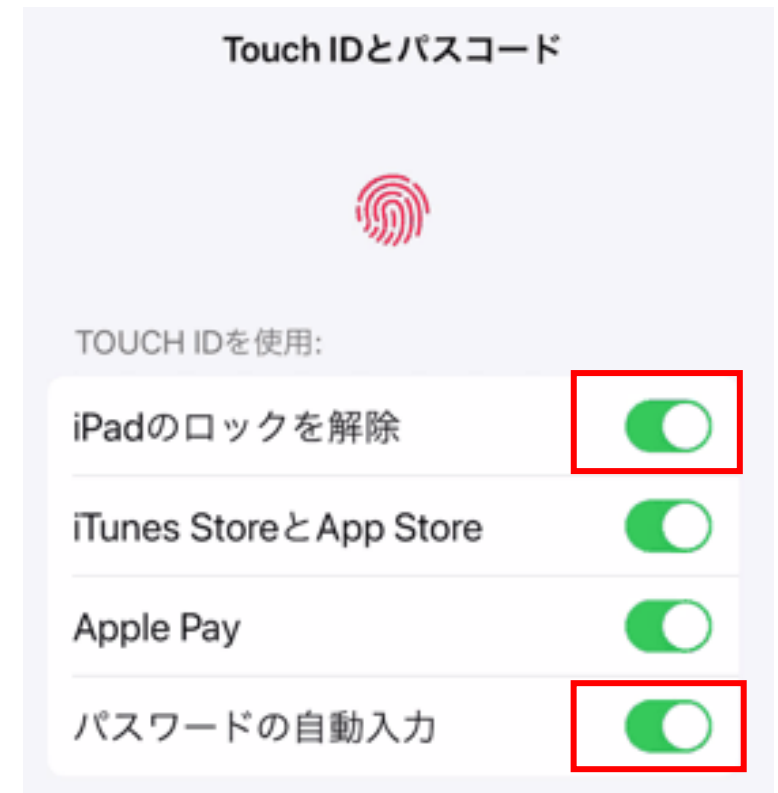 Touch IDとパスコード
TOUCH IDを使用:
iPadのロックを解除
iTunes StoreとApp Store
Apple Pay
パスワードの自動入力